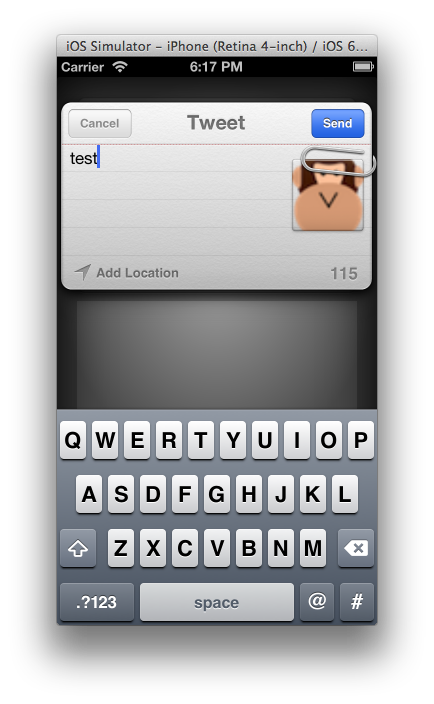 iOS Simulator – iPhone (Retina 4-inch) / iOS 6...
Carrier 6:17 PM
Cancel Tweet Send
test
Add Location 115
Q W E R T Y U I O P
A S D F G H J K L
Z X C V B N M
.?123 space @ #